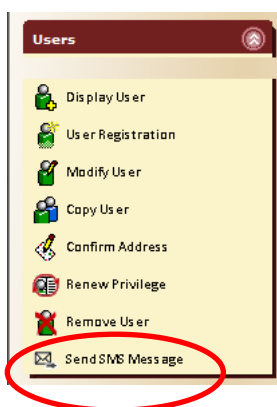 Users
Display User
User Registration
Modify User
Copy User
Confirm Address
Renew Privilege
Remove User
Send SMS Message